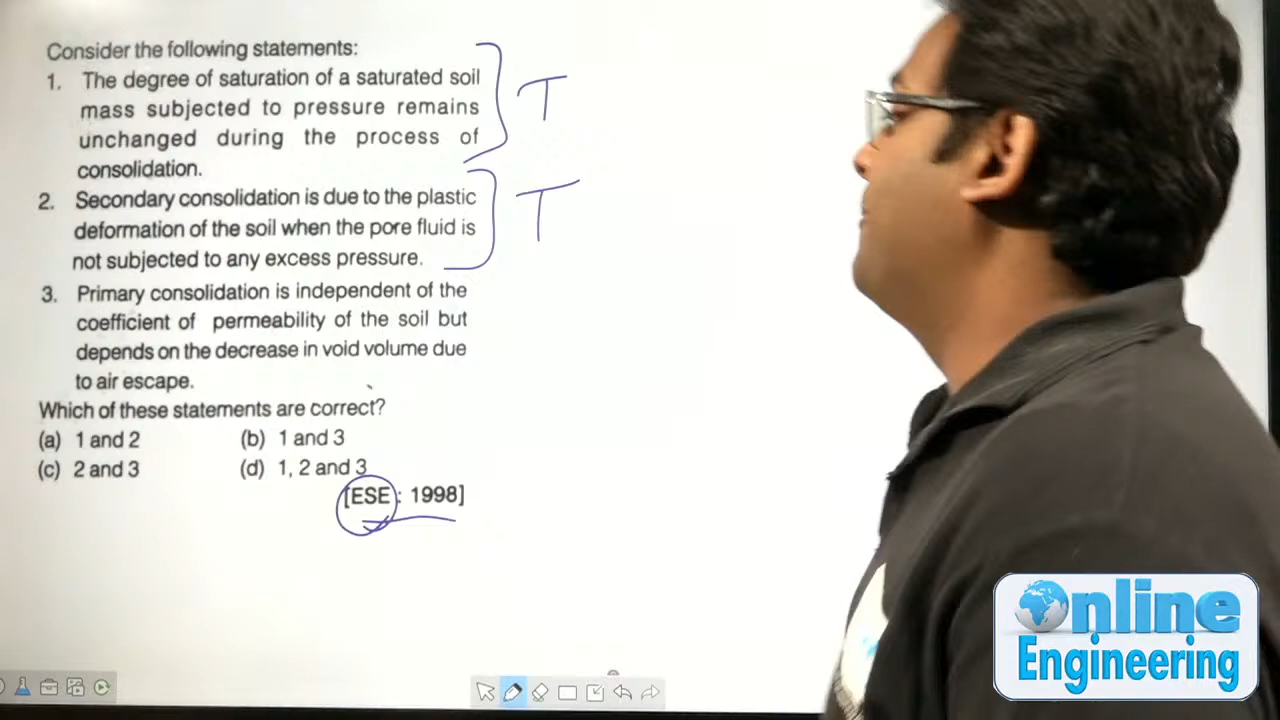 Consider the following statements:
1. The degree of saturation of a saturated soil
mass subjected to pressure remains
unchanged during the process of
consolidation.
T
2. Secondary consolidation is due to the plastic
deformation of the soil when the pore fluid is
not subjected to any excess pressure.
T
3. Primary consolidation is independent of the
coefficient of permeability of the soil but
depends on the decrease in void volume due
to air escape.
Which of these statements are correct?
(a) 1 and 2 (b) 1 and 3
(c) 2 and 3 (d) 1, 2 and 3
[ESE : 1998]
Online
Engineering